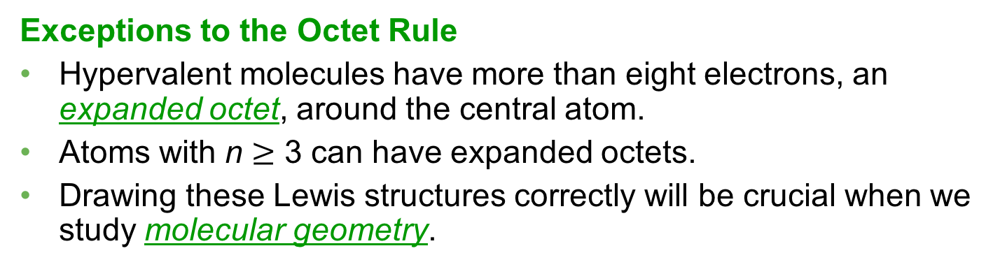 Exceptions to the Octet Rule
• Hypervalent molecules have more than eight electrons, an
expanded octet, around the central atom.
• Atoms with n ≥ 3 can have expanded octets.
• Drawing these Lewis structures correctly will be crucial when we
study molecular geometry.